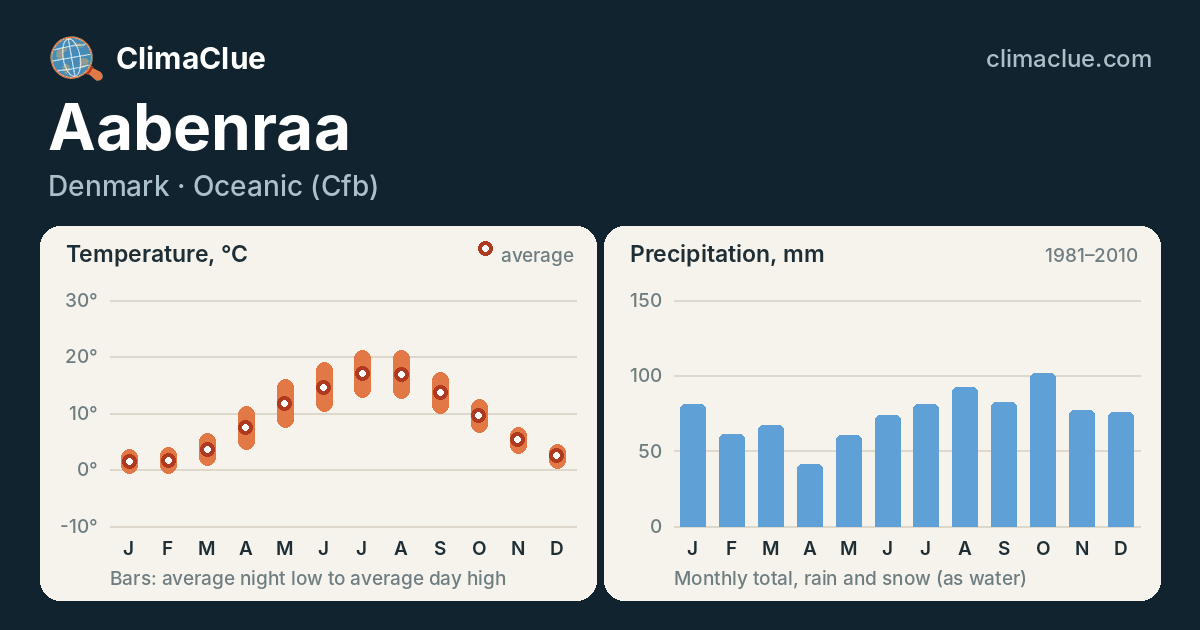 ClimaClue
climaclue.com
Aabenraa
Denmark · Oceanic (Cfb)
Temperature, °C
average
30°
20°
10°
0°
-10°
J F M A M J J A S O N D
Bars: average night low to average day high
Precipitation, mm
1981–2010
150
100
50
0
J F M A M J J A S O N D
Monthly total, rain and snow (as water)